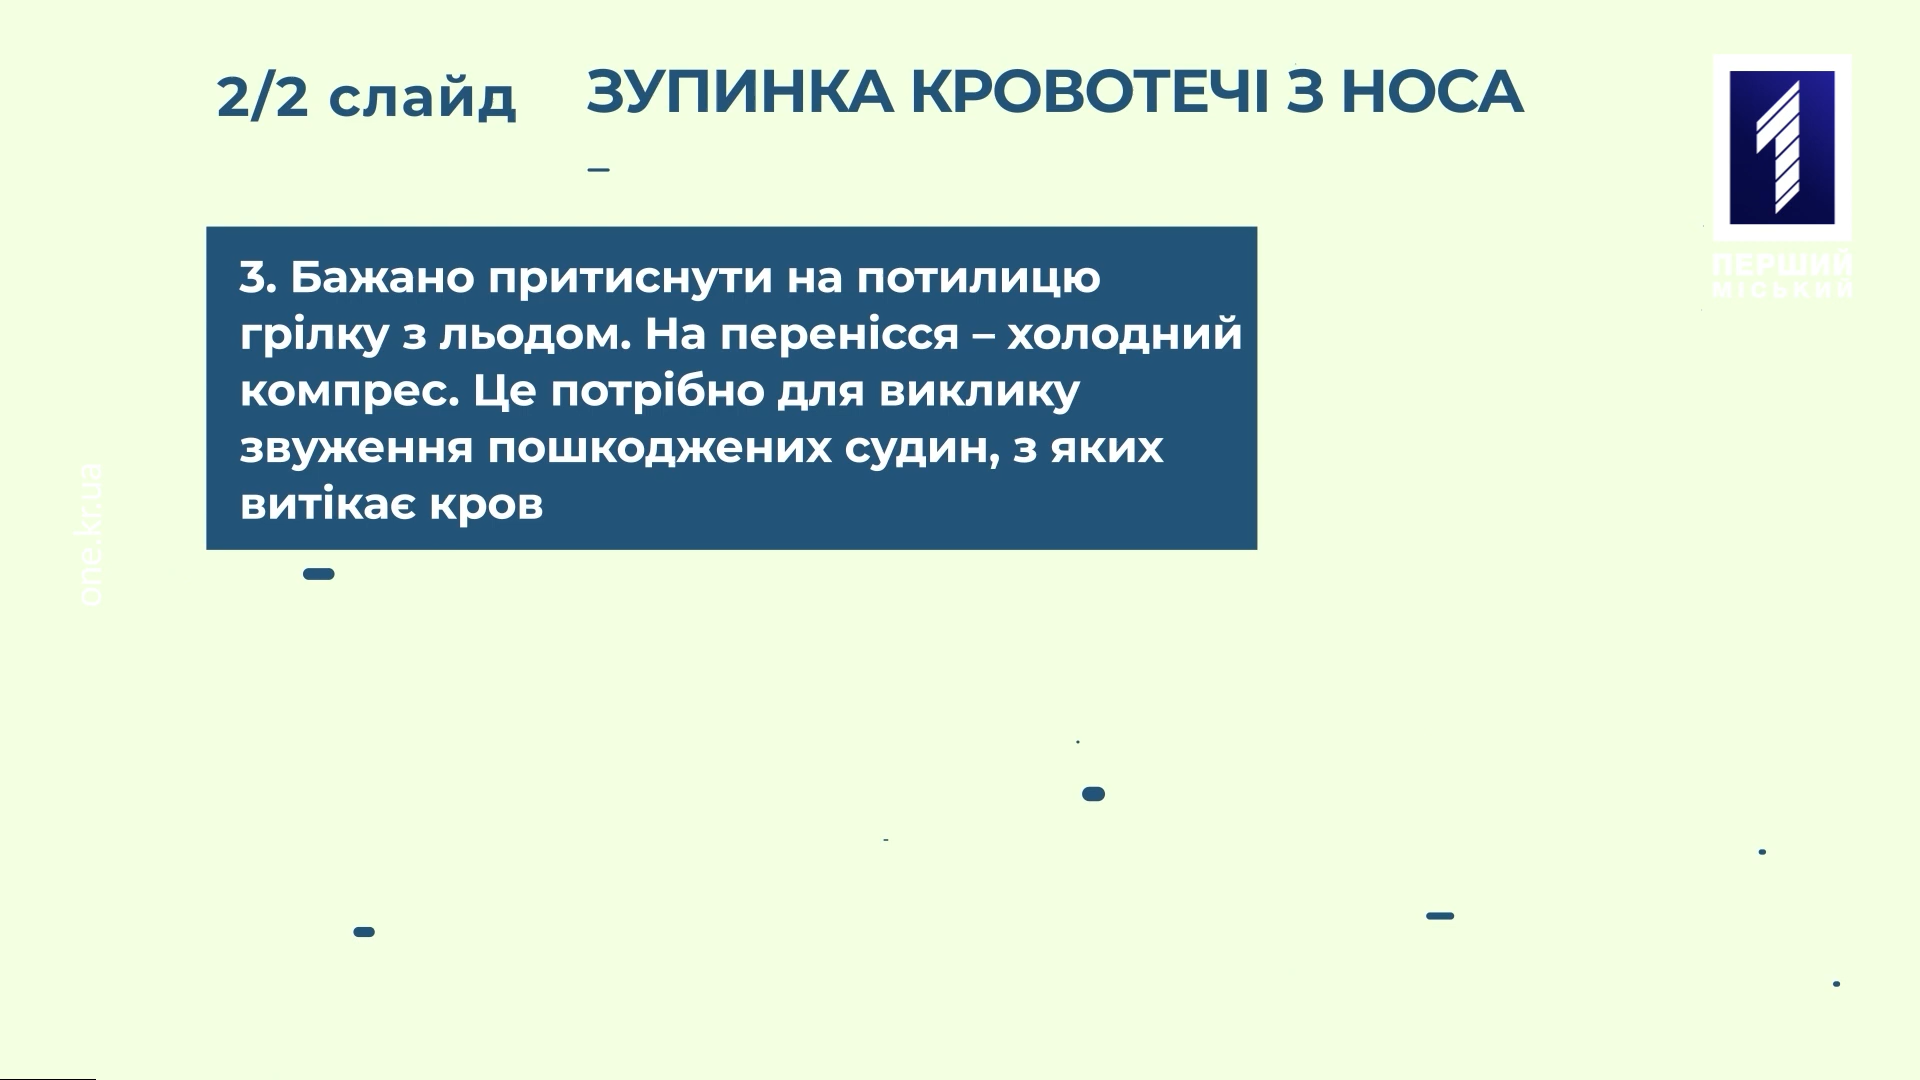 2/2 слайд
ЗУПИНКА КРОВОТЕЧІ З НОСА
3. Бажано притиснути на потилицю
грілку з льодом. На перенісся – холодний
компрес. Це потрібно для виклику
звуження пошкоджених судин, з яких
витікає кров
ПЕРШИЙ
МІСЬКИЙ
one.kr.ua